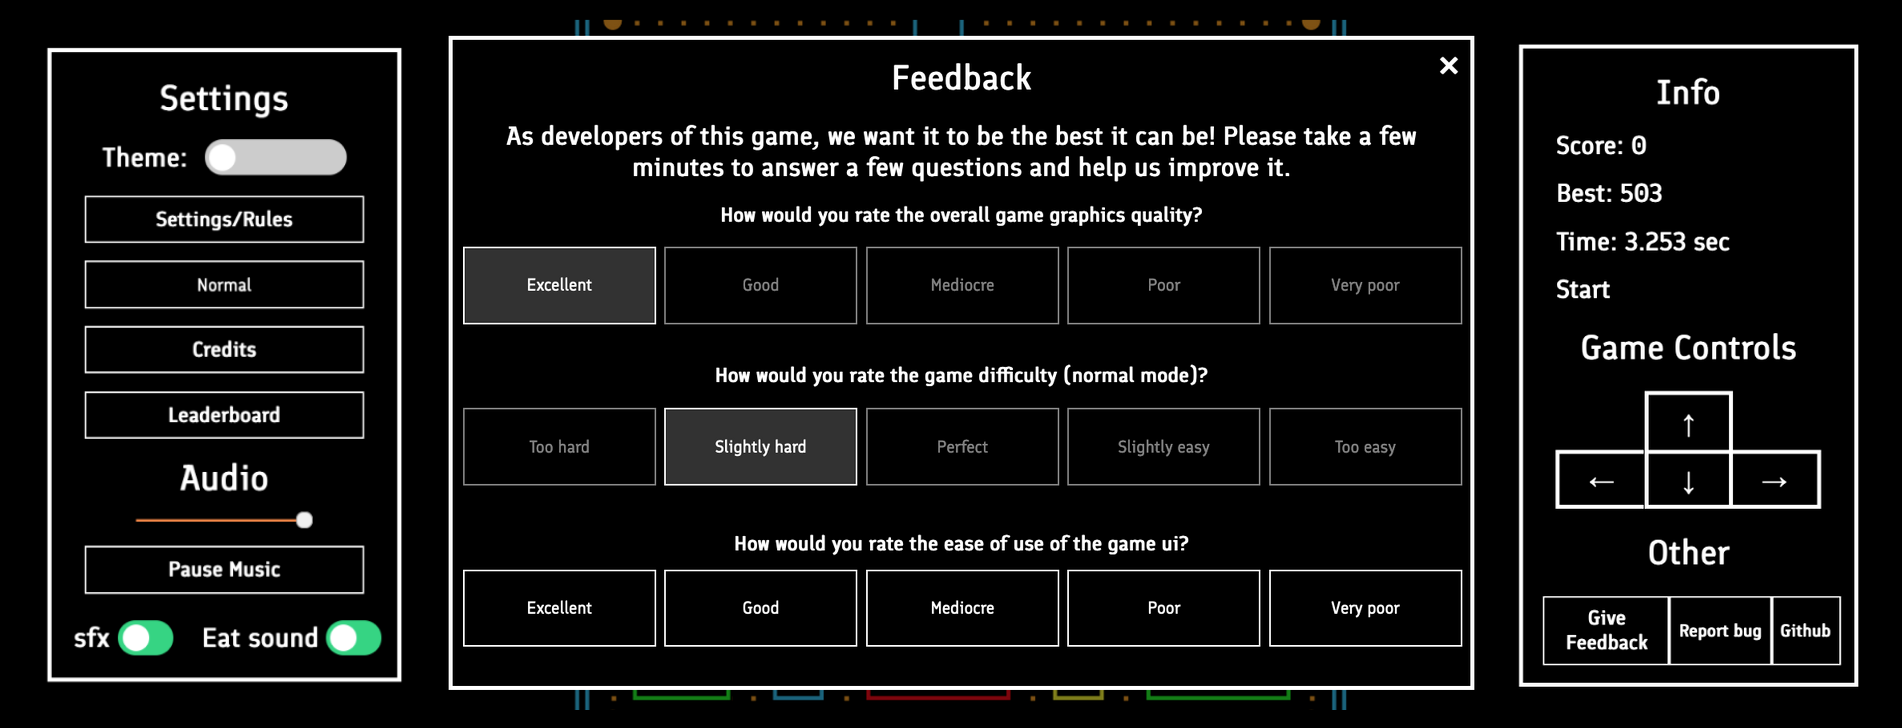 Settings
Theme:
Settings/Rules
Normal
Credits
Leaderboard
Audio
Pause Music
sfx Eat sound
Feedback
As developers of this game, we want it to be the best it can be! Please take a few
minutes to answer a few questions and help us improve it.
How would you rate the overall game graphics quality?
Excellent Good Mediocre Poor Very poor
How would you rate the game difficulty (normal mode)?
Too hard Slightly hard Perfect Slightly easy Too easy
How would you rate the ease of use of the game ui?
Excellent Good Mediocre Poor Very poor
Info
Score: 0
Best: 503
Time: 3.253 sec
Start
Game Controls
↑
← ↓ →
Other
Give
Feedback
Report bug
Github